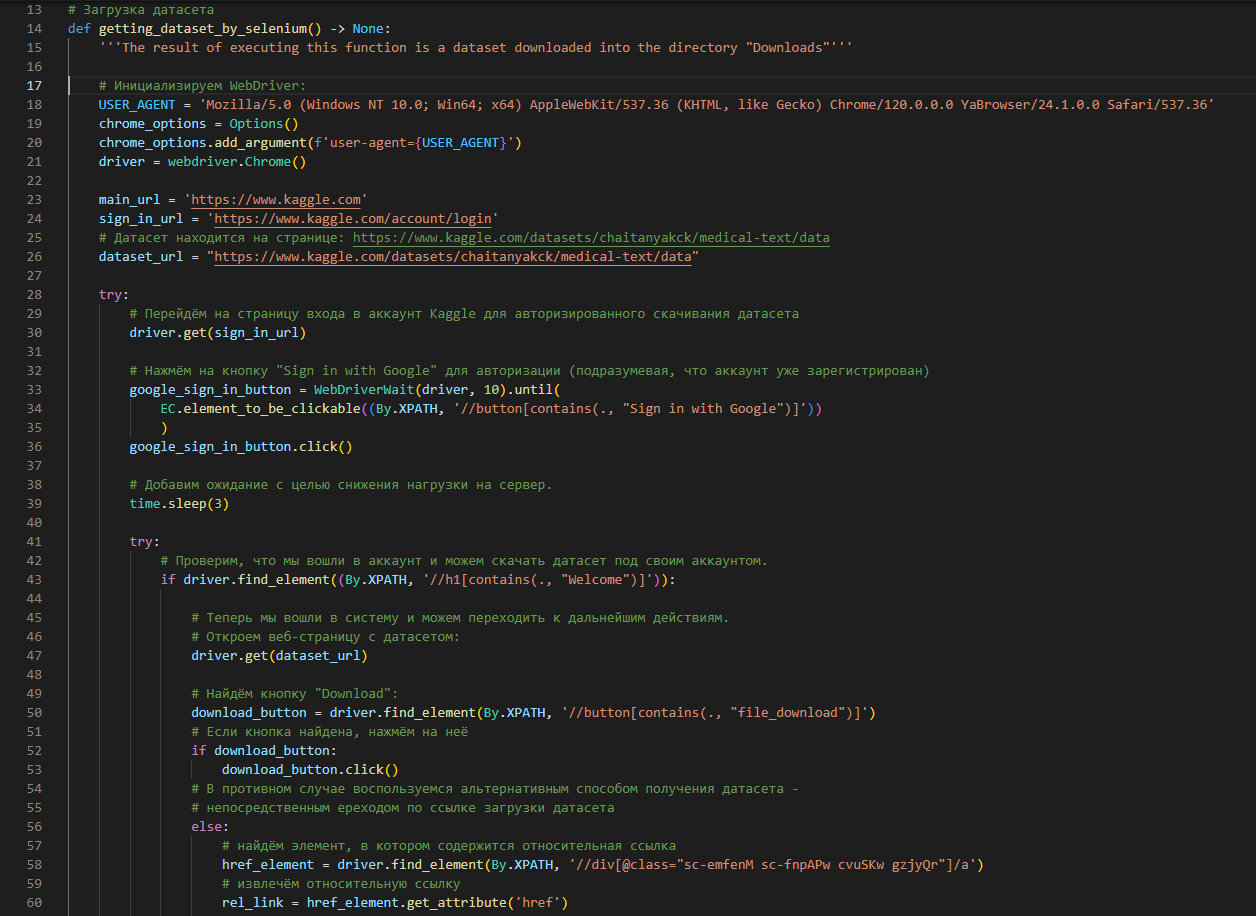 13 # Загрузка датасета
14 def getting_dataset_by_selenium() -> None:
15     '''The result of executing this function is a dataset downloaded into the directory "Downloads"'''
16
17     # Инициализируем WebDriver:
18     USER_AGENT = 'Mozilla/5.0 (Windows NT 10.0; Win64; x64) AppleWebKit/537.36 (KHTML, like Gecko) Chrome/120.0.0.0 YaBrowser/24.1.0.0 Safari/537.36'
19     chrome_options = Options()
20     chrome_options.add_argument(f'user-agent={USER_AGENT}')
21     driver = webdriver.Chrome()
22
23     main_url = 'https://www.kaggle.com'
24     sign_in_url = 'https://www.kaggle.com/account/login'
25     # Датасет находится на странице: https://www.kaggle.com/datasets/chaitanyakck/medical-text/data
26     dataset_url = "https://www.kaggle.com/datasets/chaitanyakck/medical-text/data"
27
28     try:
29         # Перейдём на страницу входа в аккаунт Kaggle для авторизированного скачивания датасета
30         driver.get(sign_in_url)
31
32         # Нажмём на кнопку "Sign in with Google" для авторизации (подразумевая, что аккаунт уже зарегистрирован)
33         google_sign_in_button = WebDriverWait(driver, 10).until(
34             EC.element_to_be_clickable((By.XPATH, '//button[contains(., "Sign in with Google")]'))
35             )
36         google_sign_in_button.click()
37
38         # Добавим ожидание с целью снижения нагрузки на сервер.
39         time.sleep(3)
40
41         try:
42             # Проверим, что мы вошли в аккаунт и можем скачать датасет под своим аккаунтом.
43             if driver.find_element((By.XPATH, '//h1[contains(., "Welcome")]')):
44
45                 # Теперь мы вошли в систему и можем переходить к дальнейшим действиям.
46                 # Откроем веб-страницу с датасетом:
47                 driver.get(dataset_url)
48
49                 # Найдём кнопку "Download":
50                 download_button = driver.find_element(By.XPATH, '//button[contains(., "file_download")]')
51                 # Если кнопка найдена, нажмём на неё
52                 if download_button:
53                     download_button.click()
54                 # В противном случае воспользуемся альтернативным способом получения датасета -
55                 # непосредственным ереходом по ссылке загрузки датасета
56                 else:
57                     # найдём элемент, в котором содержится относительная ссылка
58                     href_element = driver.find_element(By.XPATH, '//div[@class="sc-emfenM sc-fnpAPw cvuSKw gzjyQr"]/a')
59                     # извлечём относительную ссылку
60                     rel_link = href_element.get_attribute('href')